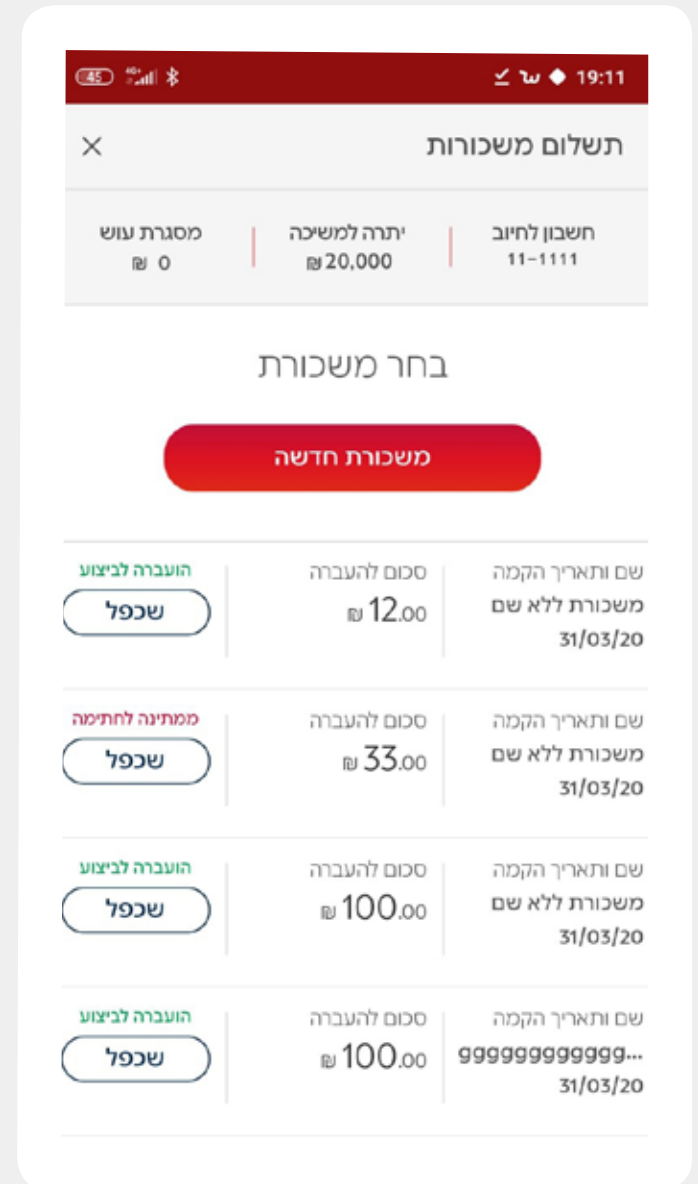 19:11
45
4G+
תשלום משכורות
חשבון לחיוב
11-1111
יתרה למשיכה
₪ 20,000
מסגרת עוש
0 ₪
בחר משכורת
משכורת חדשה
שם ותאריך הקמה
משכורת ללא שם
31/03/20
סכום להעברה
₪ 12.00
הועברה לביצוע
שכפל
שם ותאריך הקמה
משכורת ללא שם
31/03/20
סכום להעברה
₪ 33.00
ממתינה לחתימה
שכפל
שם ותאריך הקמה
משכורת ללא שם
31/03/20
סכום להעברה
₪ 100.00
הועברה לביצוע
שכפל
שם ותאריך הקמה
gggggggggggg...
31/03/20
סכום להעברה
₪ 100.00
הועברה לביצוע
שכפל